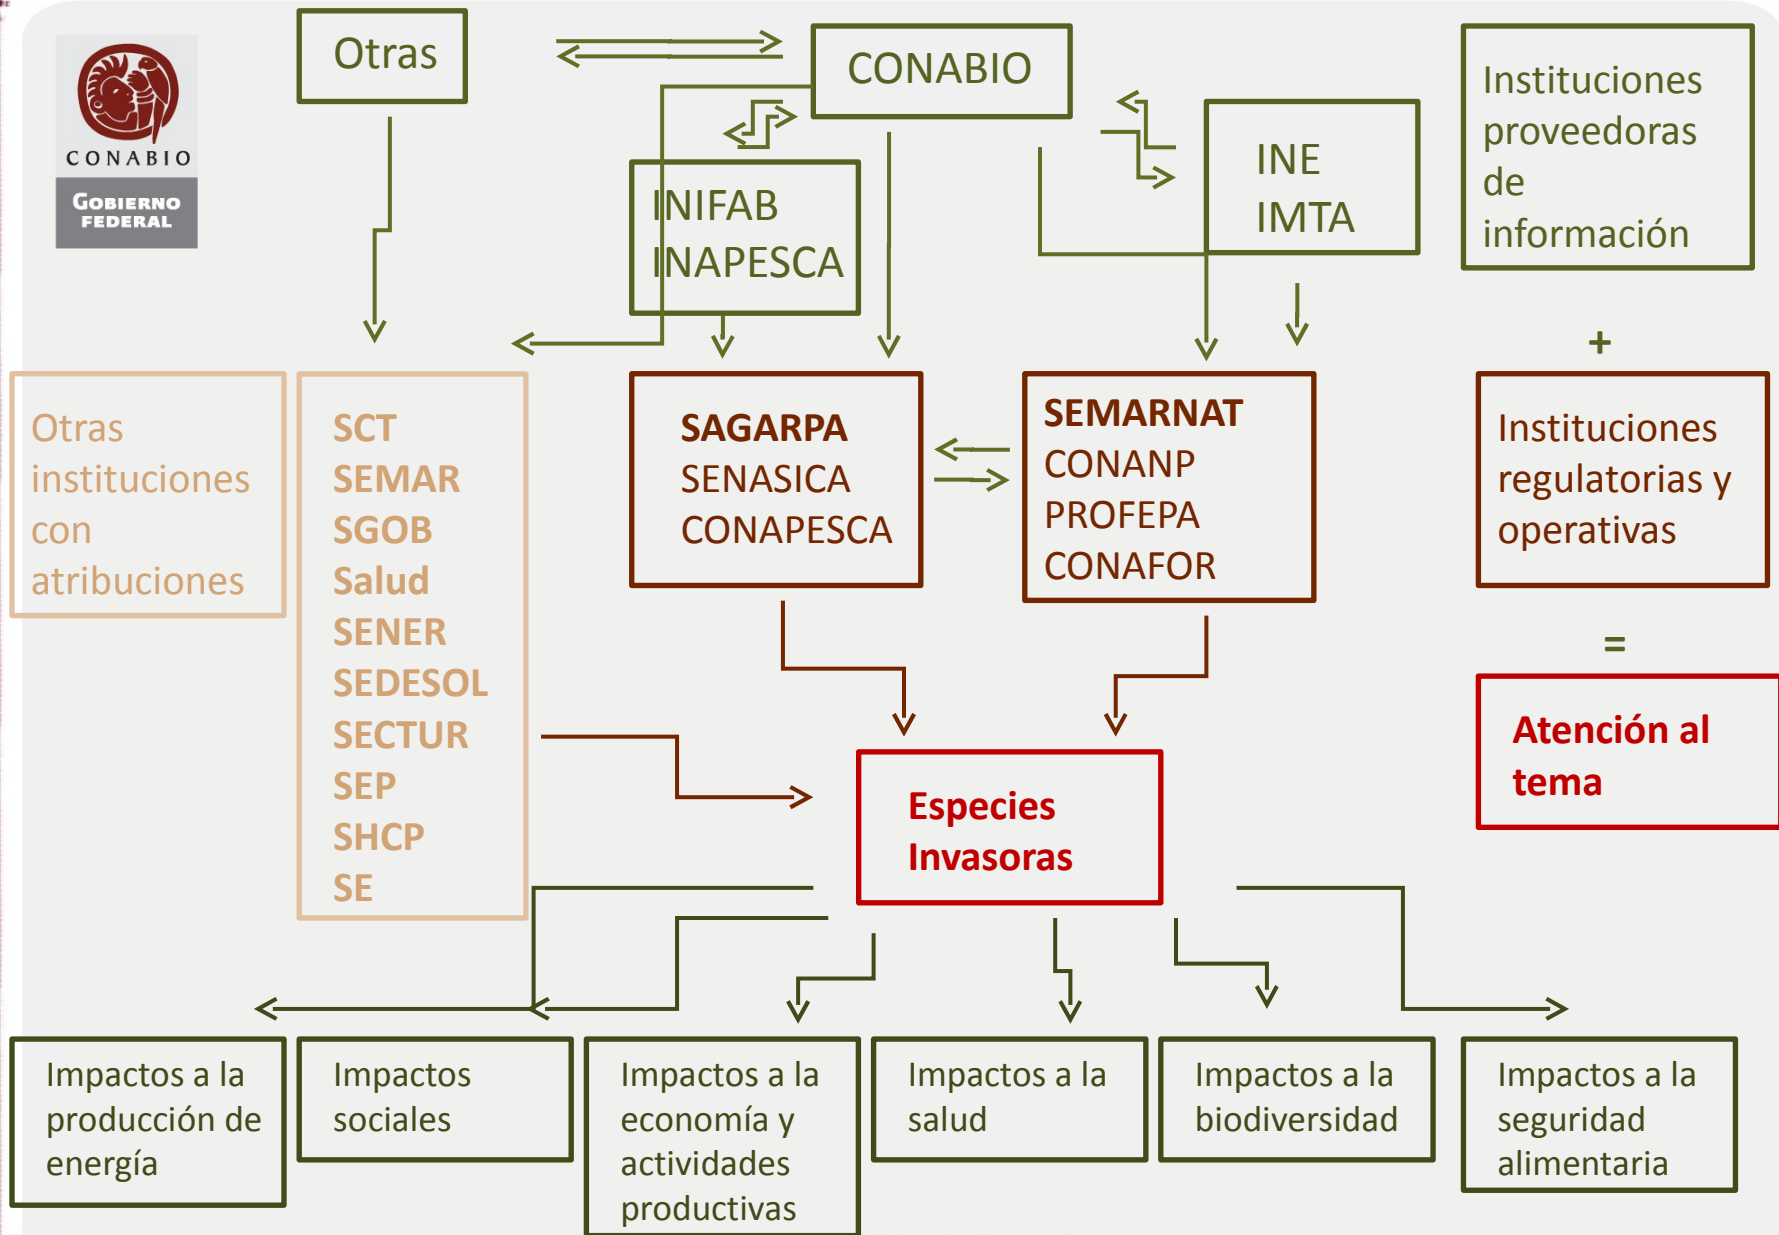 CONABIO
GOBIERNO
FEDERAL
Otras
CONABIO
INIFAB
INAPESCA
INE
IMTA
Instituciones
proveedoras
de
información
+
Otras
instituciones
con
atribuciones
SCT
SEMAR
SGOB
Salud
SENER
SEDESOL
SECTUR
SEP
SHCP
SE
SAGARPA
SENASICA
CONAPESCA
SEMARNAT
CONANP
PROFEPA
CONAFOR
Instituciones
regulatorias y
operativas
=
Atención al
tema
Especies
Invasoras
Impactos a la
producción de
energía
Impactos
sociales
Impactos a la
economía y
actividades
productivas
Impactos a la
salud
Impactos a la
biodiversidad
Impactos a la
seguridad
alimentaria